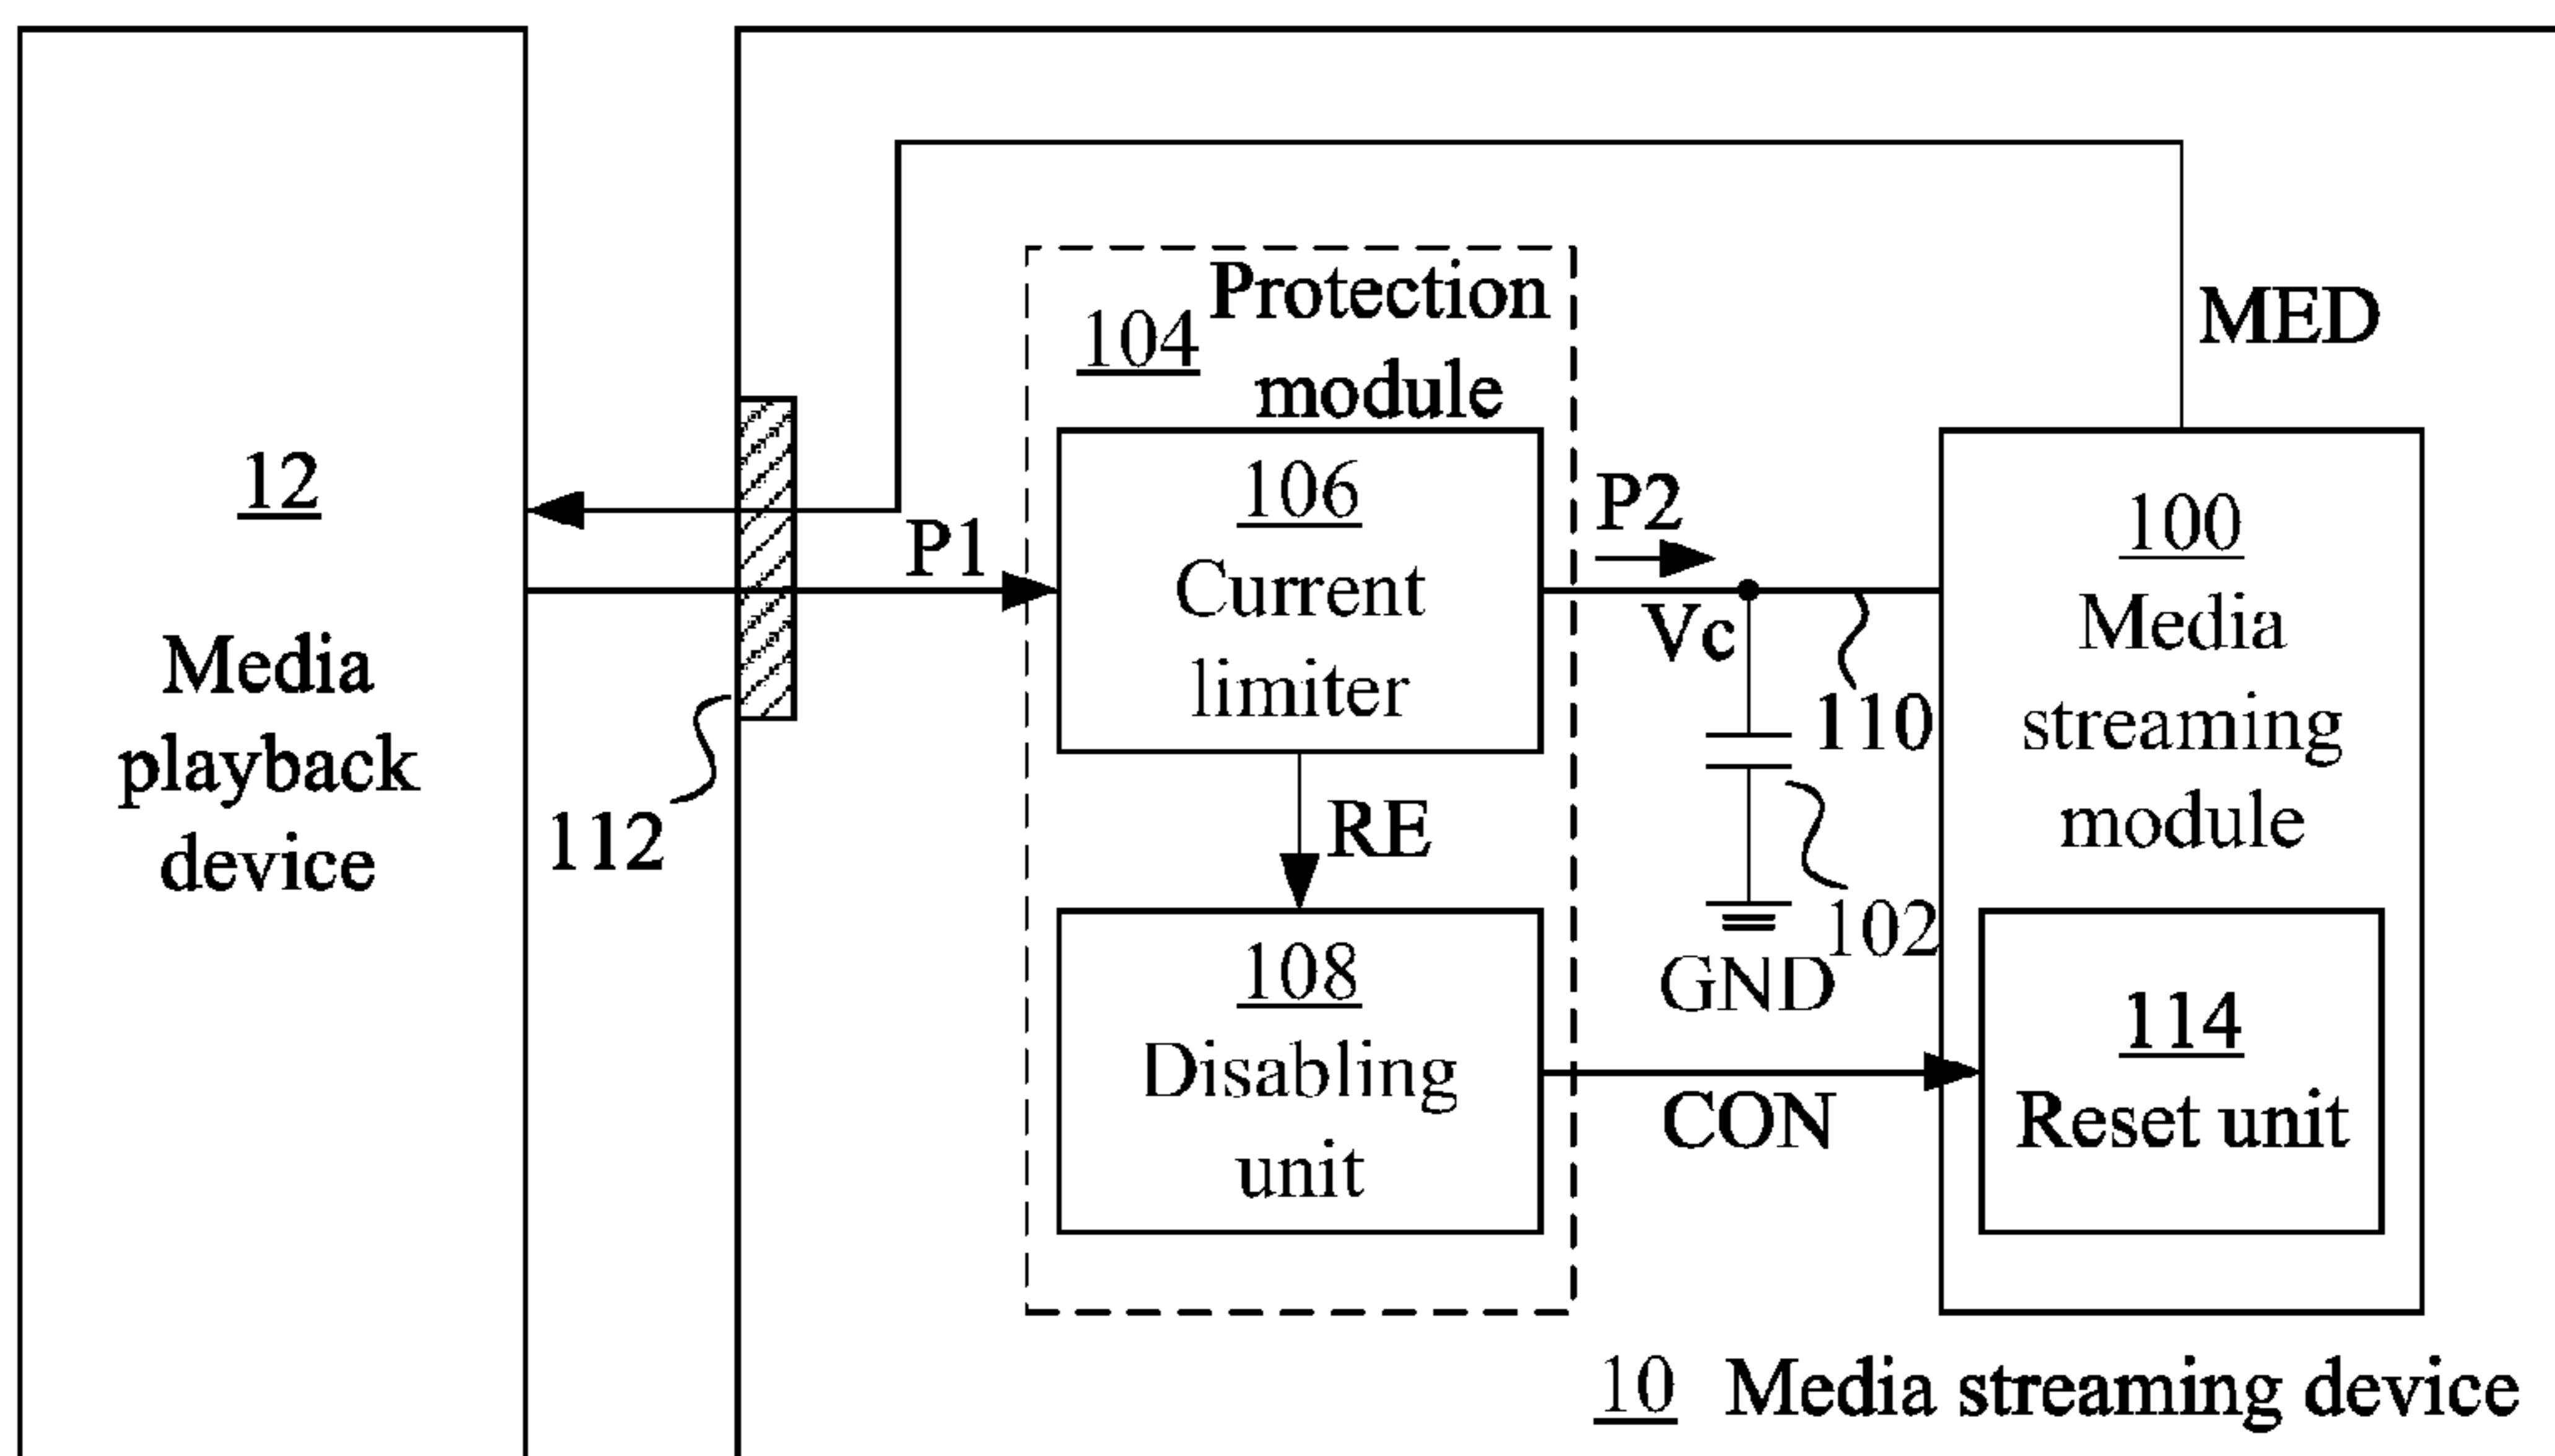 12
Media
playback
device
112
P1
104
Protection
module
106
Current
limiter
RE
108
Disabling
unit
P2
Vc
110
102
GND
CON
MED
100
Media
streaming
module
114
Reset unit
10 Media streaming device